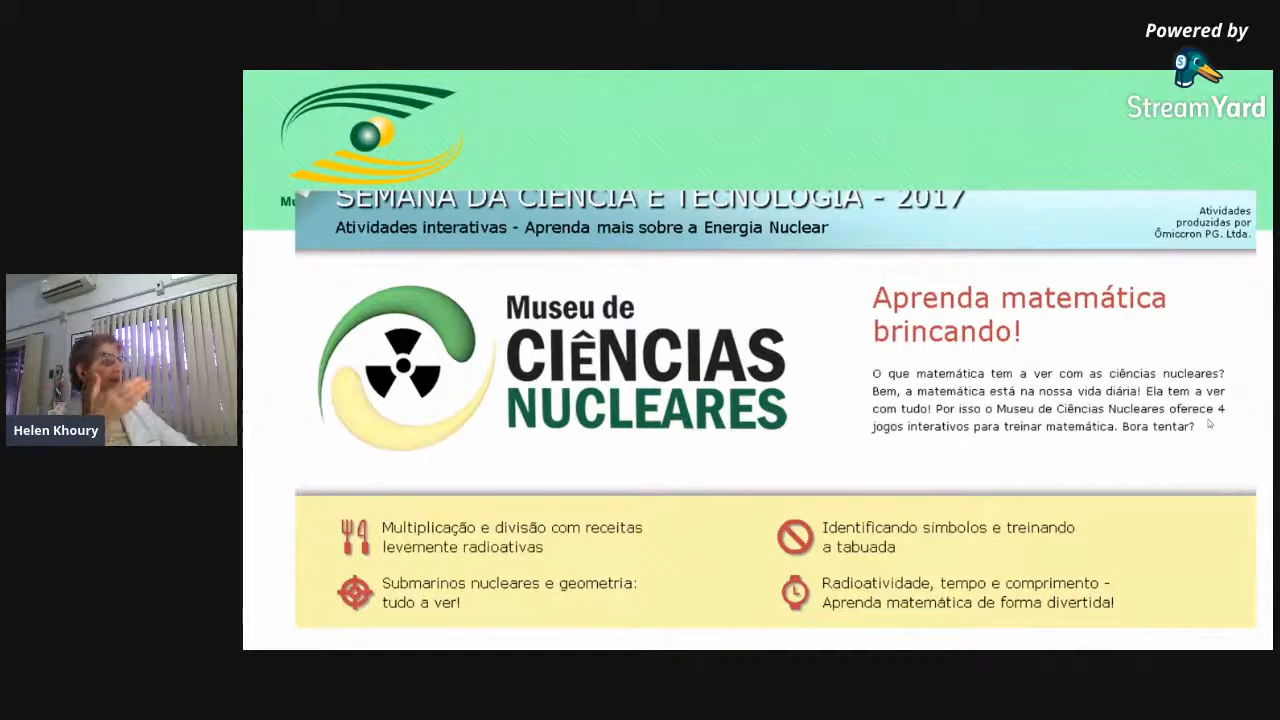 Powered by
StreamYard
SEMANA DA CIÊNCIA E TECNOLOGIA - 2017
Atividades interativas - Aprenda mais sobre a Energia Nuclear
Atividades
produzidas por
Ômiccron PG. Ltda.
Museu de
CIÊNCIAS
NUCLEARES
Aprenda matemática
brincando!
O que matemática tem a ver com as ciências nucleares?
Bem, a matemática está na nossa vida diária! Ela tem a ver
com tudo! Por isso o Museu de Ciências Nucleares oferece 4
jogos interativos para treinar matemática. Bora tentar?
Helen Khoury
Multiplicação e divisão com receitas
levemente radioativas
Submarinos nucleares e geometria:
tudo a ver!
Identificando símbolos e treinando
a tabuada
Radioatividade, tempo e comprimento -
Aprenda matemática de forma divertida!